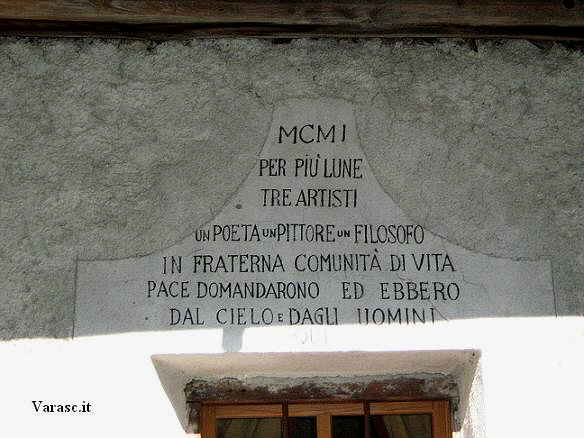 MCMI
PER PIÙ LUNE
TRE ARTISTI
UN POETA UN PITTORE UN FILOSOFO
IN FRATERNA COMUNITÀ DI VITA
PACE DOMANDARONO ED EBBERO
DAL CIELO E DAGLI UOMINI
QUI
Varasc.it